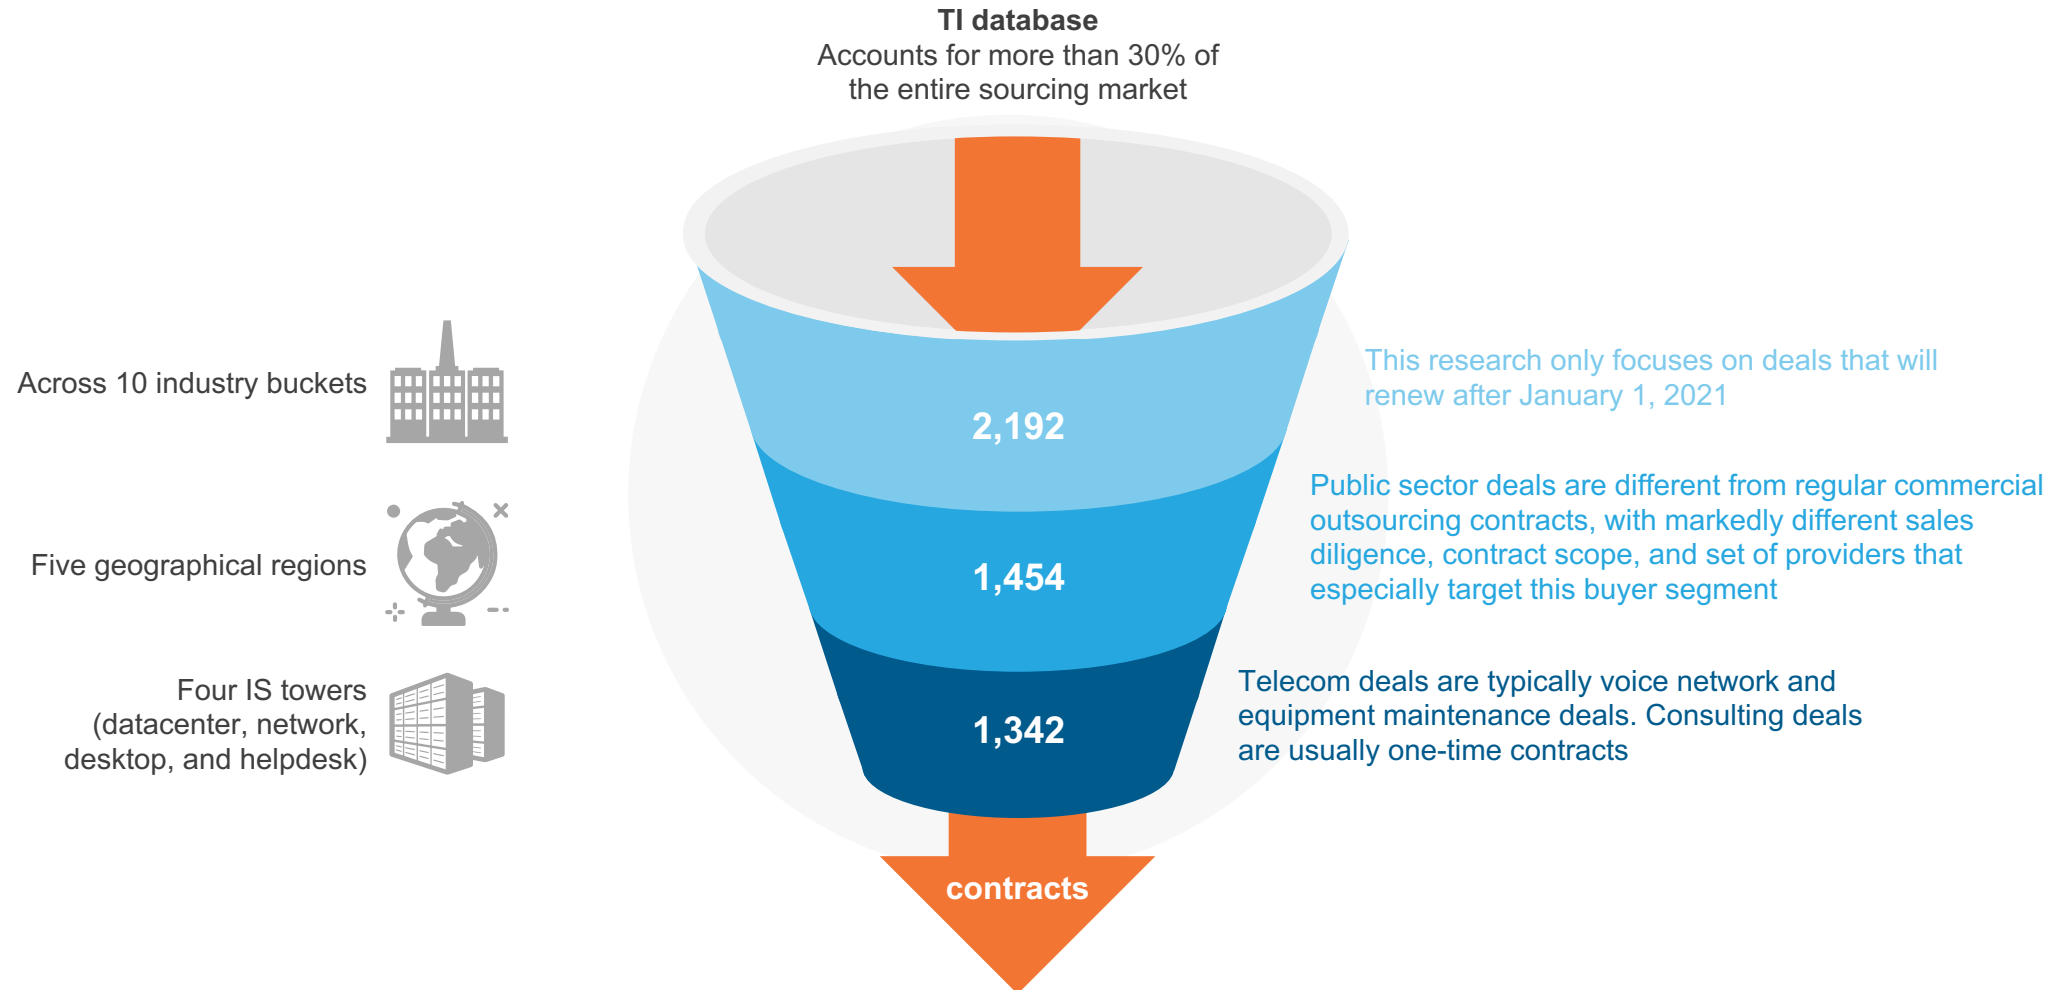 TI database
Accounts for more than 30% of
the entire sourcing market
Across 10 industry buckets
Five geographical regions
Four IS towers
(datacenter, network,
desktop, and helpdesk)
2,192
1,454
1,342
contracts
This research only focuses on deals that will
renew after January 1, 2021
Public sector deals are different from regular commercial
outsourcing contracts, with markedly different sales
diligence, contract scope, and set of providers that
especially target this buyer segment
Telecom deals are typically voice network and
equipment maintenance deals. Consulting deals
are usually one-time contracts